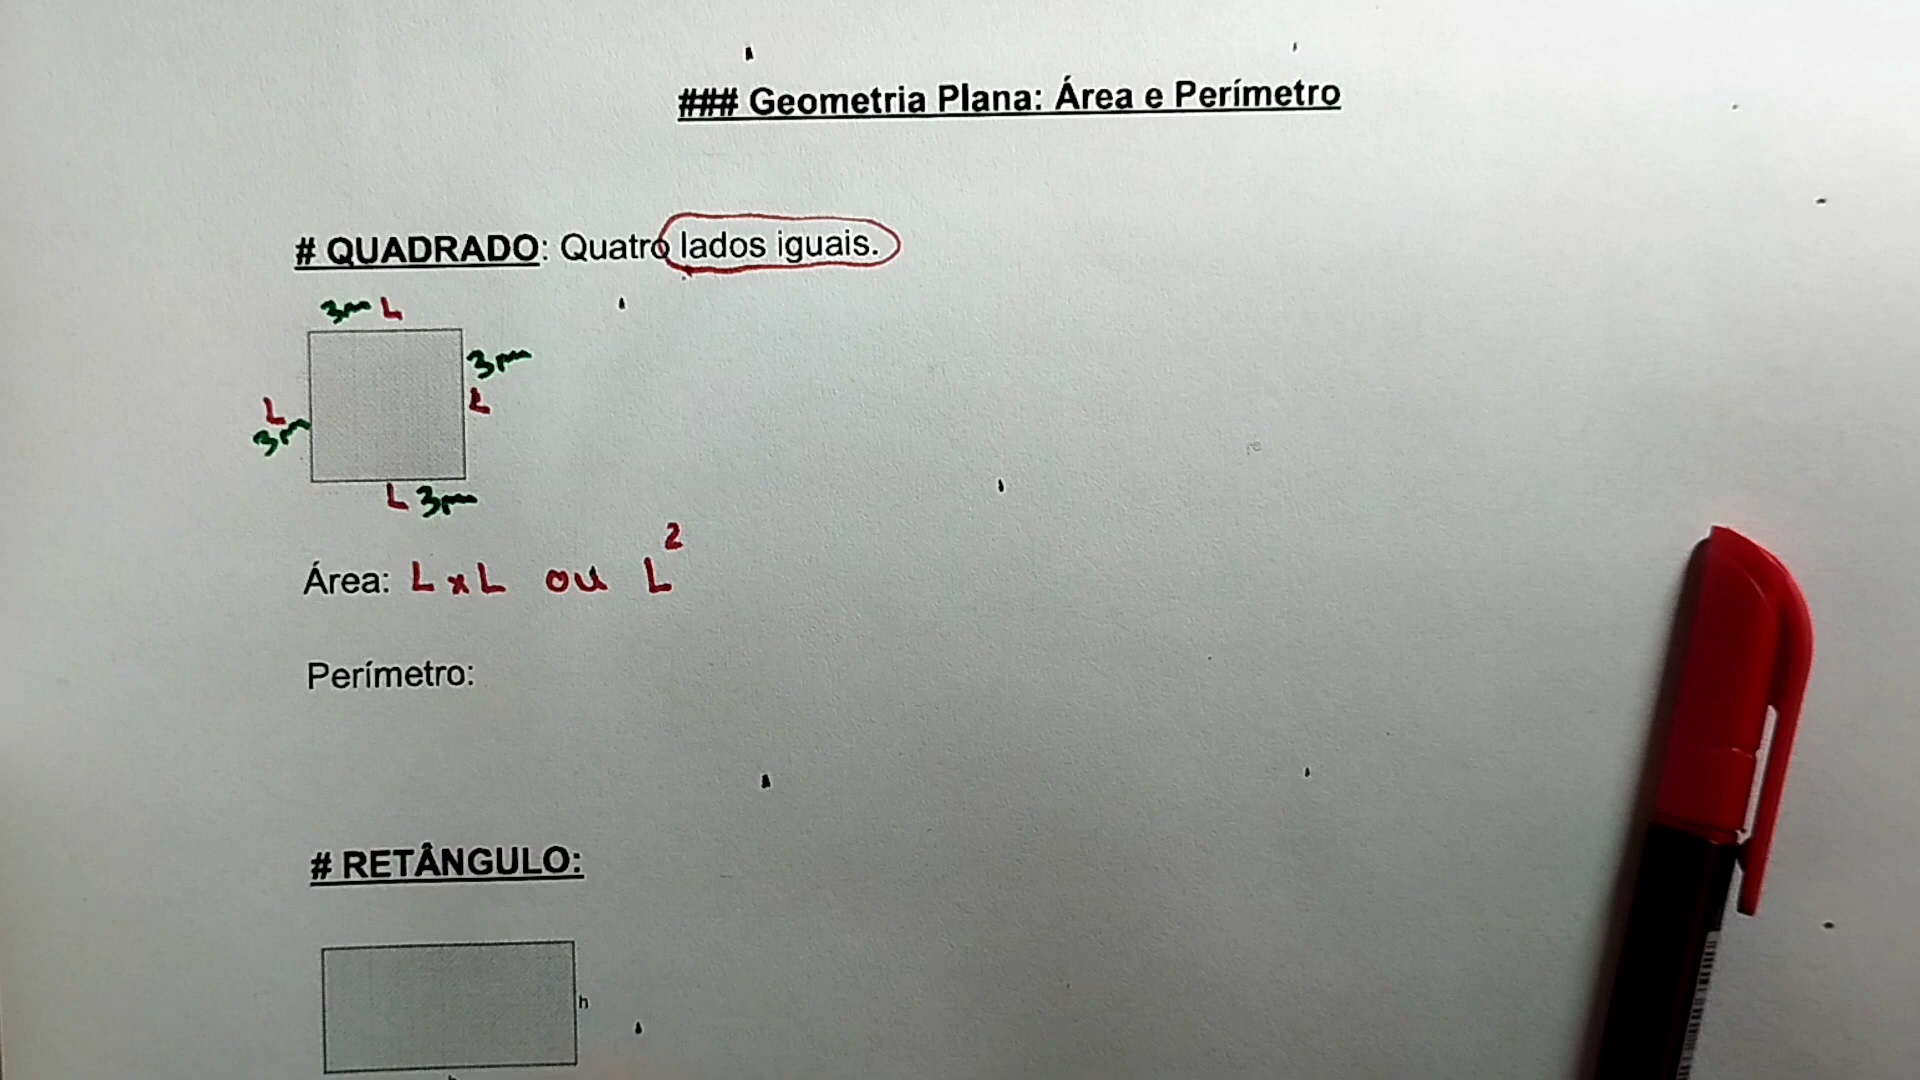 ### Geometria Plana: Área e Perímetro
# QUADRADO: Quatro lados iguais.
3m L
3m
L
L
3m
L 3m
Área: L x L ou L²
Perímetro:
# RETÂNGULO:
h